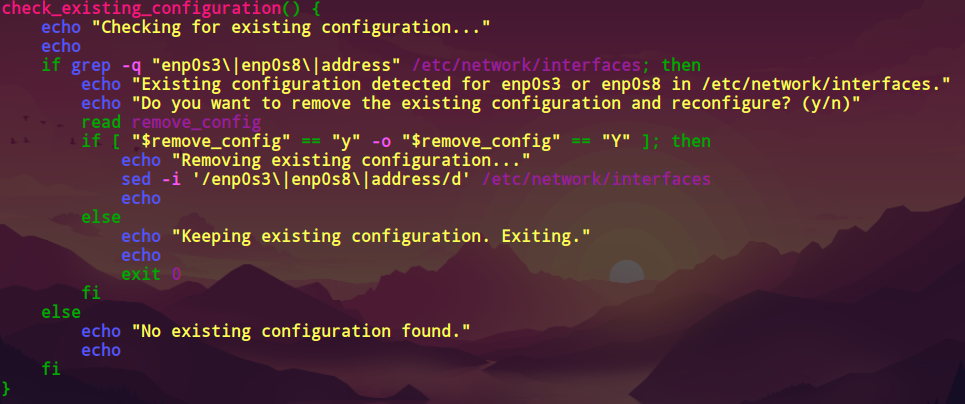 check_existing_configuration() {
    echo "Checking for existing configuration..."
    echo
    if grep -q "enp0s3\|enp0s8\|address" /etc/network/interfaces; then
        echo "Existing configuration detected for enp0s3 or enp0s8 in /etc/network/interfaces."
        echo "Do you want to remove the existing configuration and reconfigure? (y/n)"
        read remove_config
        if [ "$remove_config" == "y" -o "$remove_config" == "Y" ]; then
            echo "Removing existing configuration..."
            sed -i '/enp0s3\|enp0s8\|address/d' /etc/network/interfaces
            echo
        else
            echo "Keeping existing configuration. Exiting."
            echo
            exit 0
        fi
    else
        echo "No existing configuration found."
        echo
    fi
}